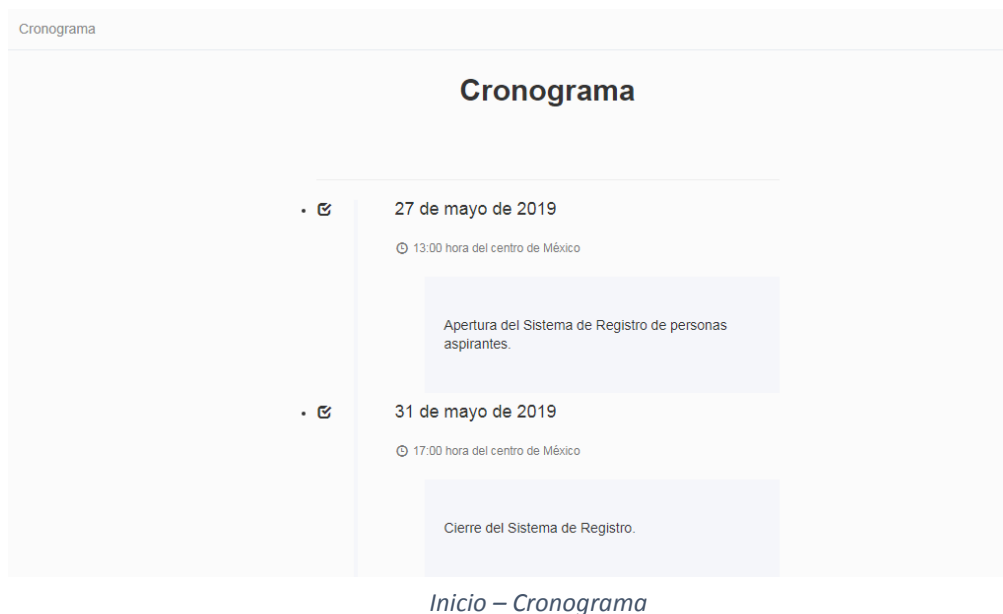 Cronograma
Cronograma
27 de mayo de 2019
13:00 hora del centro de México
Apertura del Sistema de Registro de personas
aspirantes.
31 de mayo de 2019
17:00 hora del centro de México
Cierre del Sistema de Registro.
Inicio – Cronograma